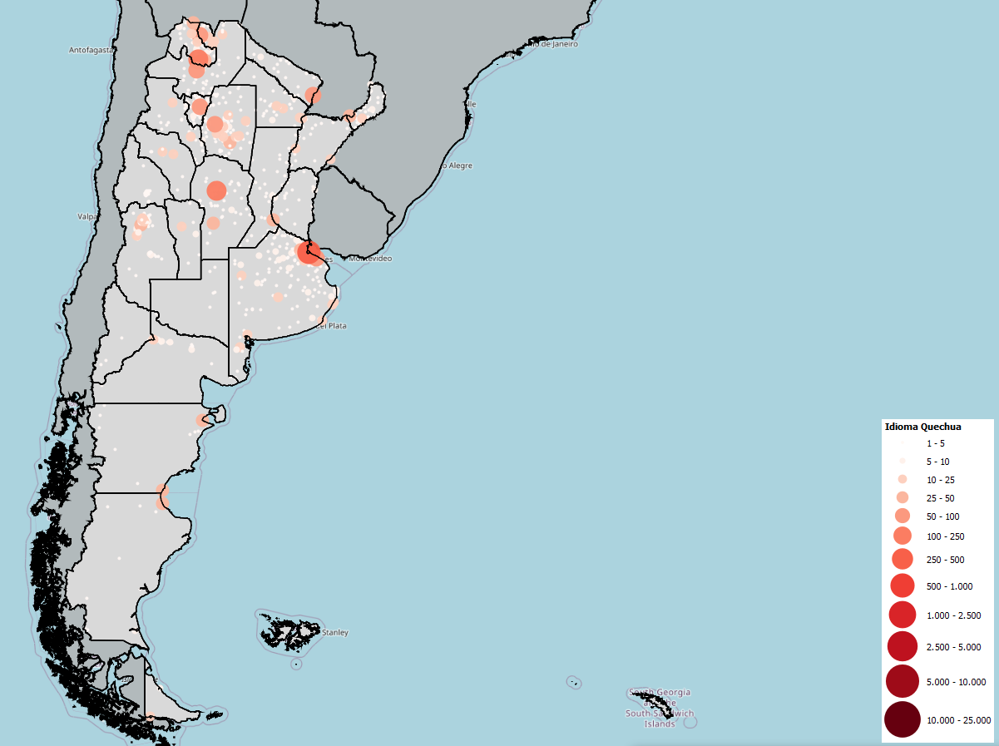 Antofagasta
o de Janeiro
lle
o Alegre
Valpa
es
Montevideo
el Plata
Stanley
South Georgia
and the
South Sandwich
Islands
Idioma Quechua
1 - 5
5 - 10
10 - 25
25 - 50
50 - 100
100 - 250
250 - 500
500 - 1.000
1.000 - 2.500
2.500 - 5.000
5.000 - 10.000
10.000 - 25.000